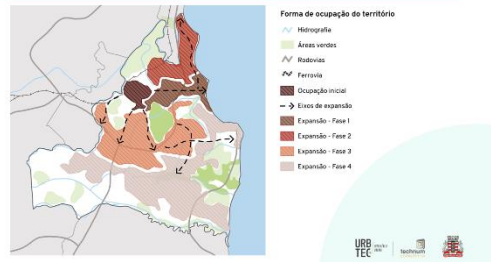 Forma de ocupação do território
Hidrografia
Áreas verdes
Rodovias
Ferrovia
Ocupação inicial
Eixos de expansão
Expansão - Fase 1
Expansão - Fase 2
Expansão - Fase 3
Expansão - Fase 4
URB
TEC
technum